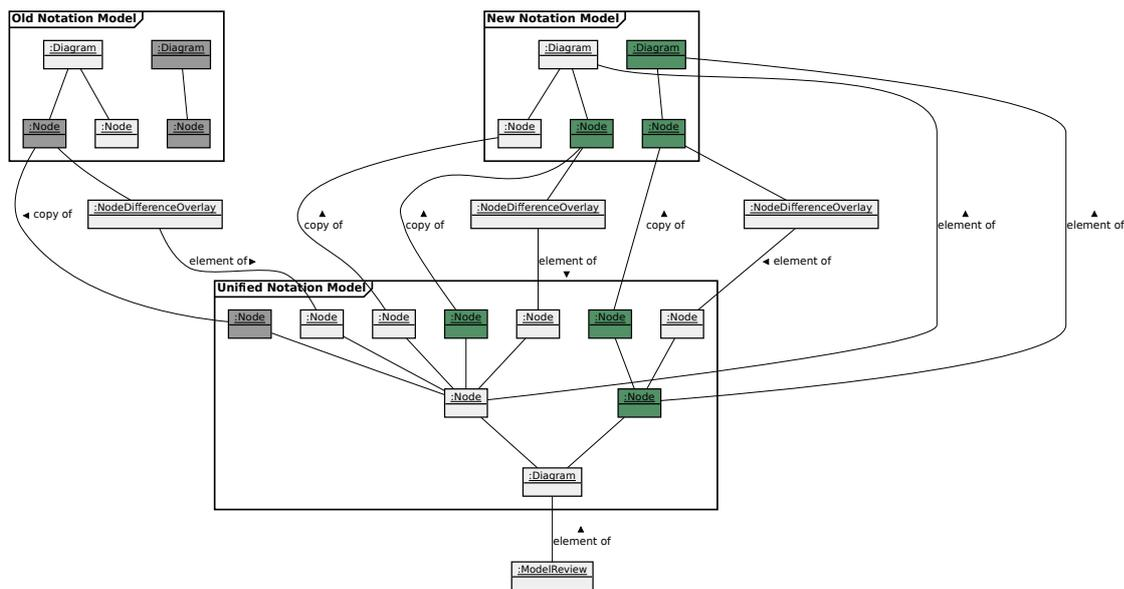 Old Notation Model
New Notation Model
:Diagram
:Diagram
:Diagram
:Diagram
:Node
:Node
:Node
:Node
:Node
:Node
:NodeDifferenceOverlay
:NodeDifferenceOverlay
:NodeDifferenceOverlay
◄ copy of
▲
copy of
▲
copy of
▲
copy of
▲
element of
▲
element of
element of ►
element of
▼
◄ element of
Unified Notation Model
:Node
:Node
:Node
:Node
:Node
:Node
:Node
:Node
:Node
:Diagram
▲
element of
:ModelReview